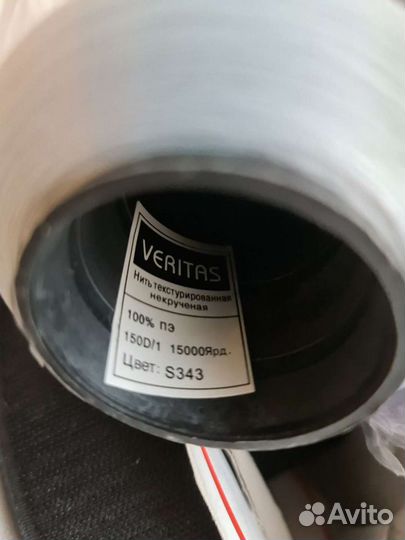 VERITAS
Нить текстурированная
некрученая
100% ПЭ
150D/1 15000Ярд.
Цвет: S343
Avito